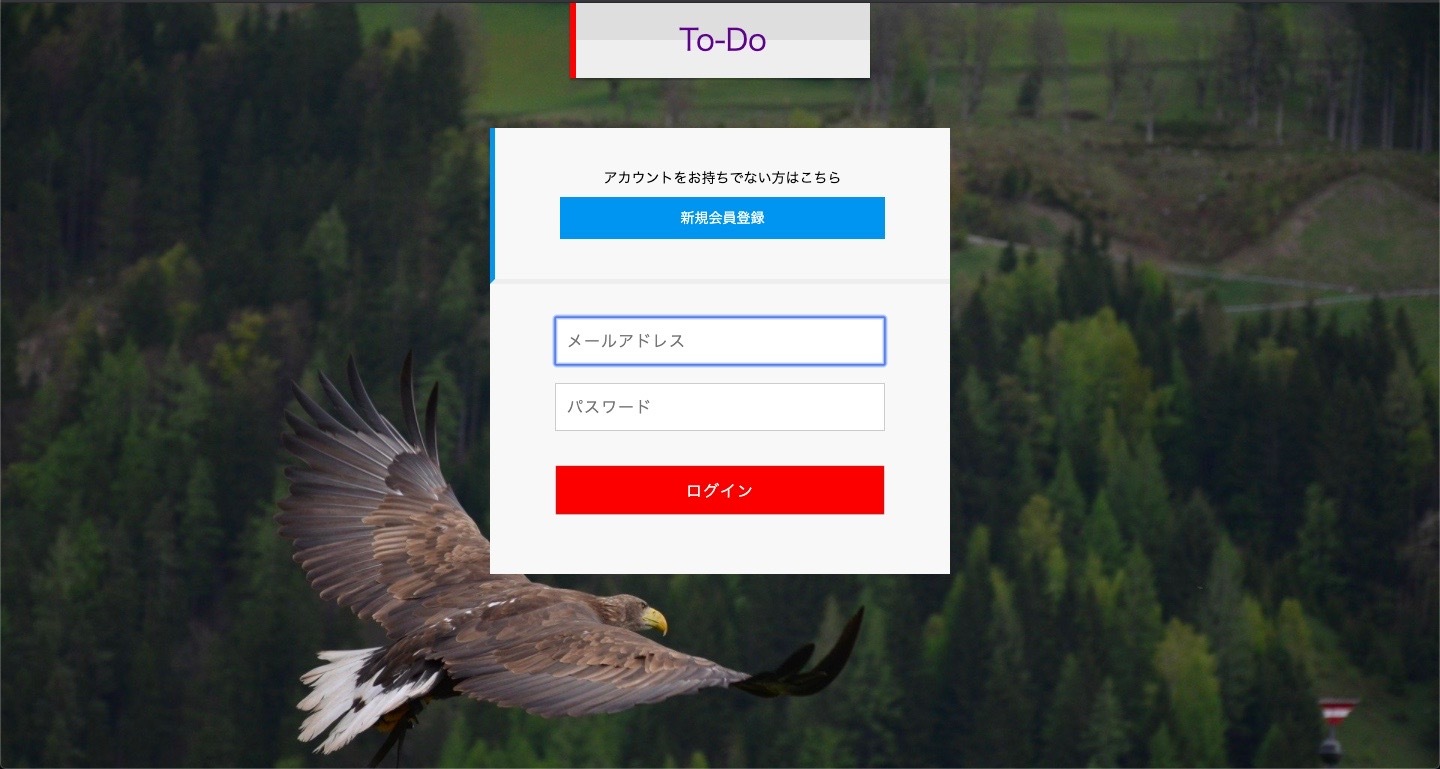 To-Do
アカウントをお持ちでない方はこちら
新規会員登録
メールアドレス
パスワード
ログイン